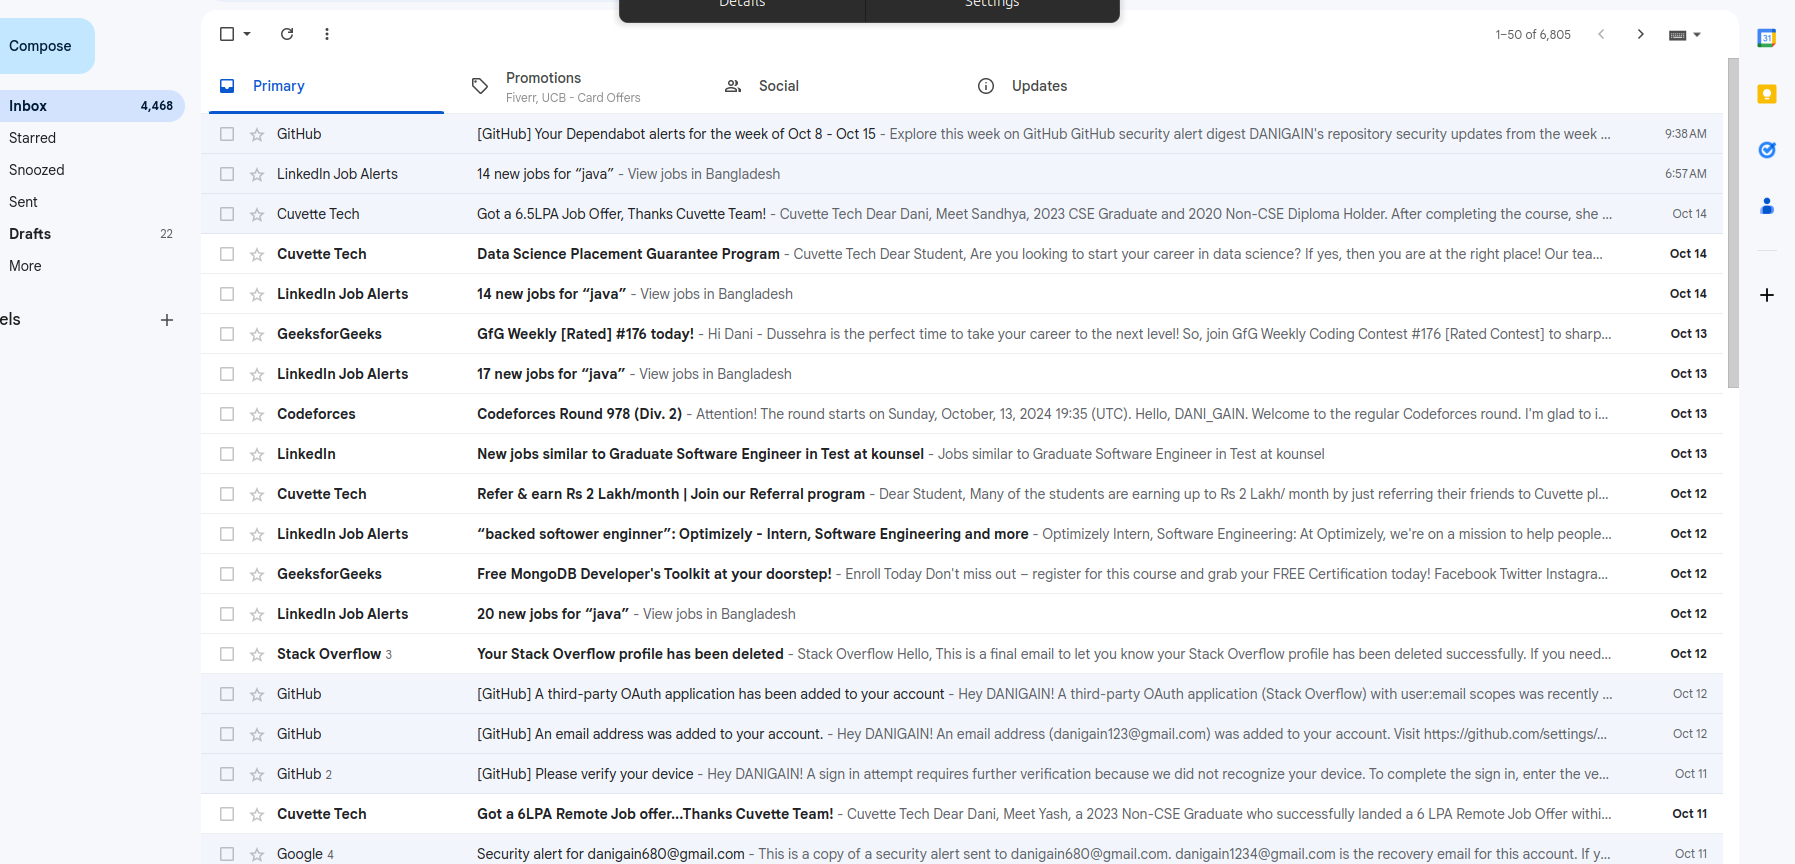 Details
Settings
Compose
1–50 of 6,805
Primary
Promotions
Fiverr, UCB - Card Offers
Social
Updates
31
Inbox 4,468
Starred
Snoozed
Sent
Drafts 22
More
els
GitHub [GitHub] Your Dependabot alerts for the week of Oct 8 - Oct 15 - Explore this week on GitHub GitHub security alert digest DANIGAIN's repository security updates from the week ... 9:38 AM
LinkedIn Job Alerts 14 new jobs for “java” - View jobs in Bangladesh 6:57 AM
Cuvette Tech Got a 6.5LPA Job Offer, Thanks Cuvette Team! - Cuvette Tech Dear Dani, Meet Sandhya, 2023 CSE Graduate and 2020 Non-CSE Diploma Holder. After completing the course, she ... Oct 14
Cuvette Tech Data Science Placement Guarantee Program - Cuvette Tech Dear Student, Are you looking to start your career in data science? If yes, then you are at the right place! Our tea... Oct 14
LinkedIn Job Alerts 14 new jobs for “java” - View jobs in Bangladesh Oct 14
GeeksforGeeks GfG Weekly [Rated] #176 today! - Hi Dani - Dussehra is the perfect time to take your career to the next level! So, join GfG Weekly Coding Contest #176 [Rated Contest] to sharp... Oct 13
LinkedIn Job Alerts 17 new jobs for “java” - View jobs in Bangladesh Oct 13
Codeforces Codeforces Round 978 (Div. 2) - Attention! The round starts on Sunday, October, 13, 2024 19:35 (UTC). Hello, DANI_GAIN. Welcome to the regular Codeforces round. I'm glad to i... Oct 13
LinkedIn New jobs similar to Graduate Software Engineer in Test at kounsel - Jobs similar to Graduate Software Engineer in Test at kounsel Oct 13
Cuvette Tech Refer & earn Rs 2 Lakh/month | Join our Referral program - Dear Student, Many of the students are earning up to Rs 2 Lakh/ month by just referring their friends to Cuvette pl... Oct 12
LinkedIn Job Alerts “backed softower enginner”: Optimizely - Intern, Software Engineering and more - Optimizely Intern, Software Engineering: At Optimizely, we're on a mission to help people... Oct 12
GeeksforGeeks Free MongoDB Developer's Toolkit at your doorstep! - Enroll Today Don't miss out – register for this course and grab your FREE Certification today! Facebook Twitter Instagra... Oct 12
LinkedIn Job Alerts 20 new jobs for “java” - View jobs in Bangladesh Oct 12
Stack Overflow 3 Your Stack Overflow profile has been deleted - Stack Overflow Hello, This is a final email to let you know your Stack Overflow profile has been deleted successfully. If you need... Oct 12
GitHub [GitHub] A third-party OAuth application has been added to your account - Hey DANIGAIN! A third-party OAuth application (Stack Overflow) with user:email scopes was recently ... Oct 12
GitHub [GitHub] An email address was added to your account. - Hey DANIGAIN! An email address (danigain123@gmail.com) was added to your account. Visit https://github.com/settings/... Oct 12
GitHub 2 [GitHub] Please verify your device - Hey DANIGAIN! A sign in attempt requires further verification because we did not recognize your device. To complete the sign in, enter the ve... Oct 11
Cuvette Tech Got a 6LPA Remote Job offer...Thanks Cuvette Team! - Cuvette Tech Dear Dani, Meet Yash, a 2023 Non-CSE Graduate who successfully landed a 6 LPA Remote Job Offer withi... Oct 11
Google 4 Security alert for danigain680@gmail.com - This is a copy of a security alert sent to danigain680@gmail.com. danigain1234@gmail.com is the recovery email for this account. If y... Oct 11